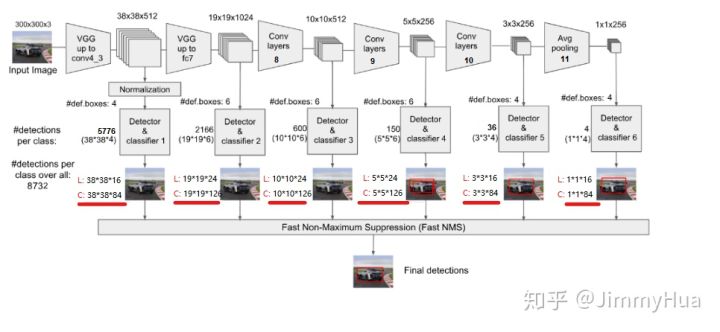 300x300x3
Input Image
VGG
up to
conv4_3
38x38x512
VGG
up to
fc7
19x19x1024
Conv
layers
8
10x10x512
Conv
layers
9
5x5x256
Conv
layers
10
3x3x256
Avg
pooling
11
1x1x256
Normalization
#def.boxes: 4
#def.boxes: 6
#def.boxes: 6
#def.boxes: 6
#def.boxes: 4
#def.boxes: 4
#detections
per class:
5776
(38*38*4)
Detector
&
classifier 1
2166
(19*19*6)
Detector
&
classifier 2
600
(10*10*6)
Detector
&
classifier 3
150
(5*5*6)
Detector
&
classifier 4
36
(3*3*4)
Detector
&
classifier 5
4
(1*1*4)
Detector
&
classifier 6
#detections per
class over all:
8732
L: 38*38*16
C: 38*38*84
L: 19*19*24
C: 19*19*126
L: 10*10*24
C: 10*10*126
L: 5*5*24
C: 5*5*126
L: 3*3*16
C: 3*3*84
L: 1*1*16
C: 1*1*84
Fast Non-Maximum Suppression (Fast NMS)
Final detections
知乎 @JimmyHua